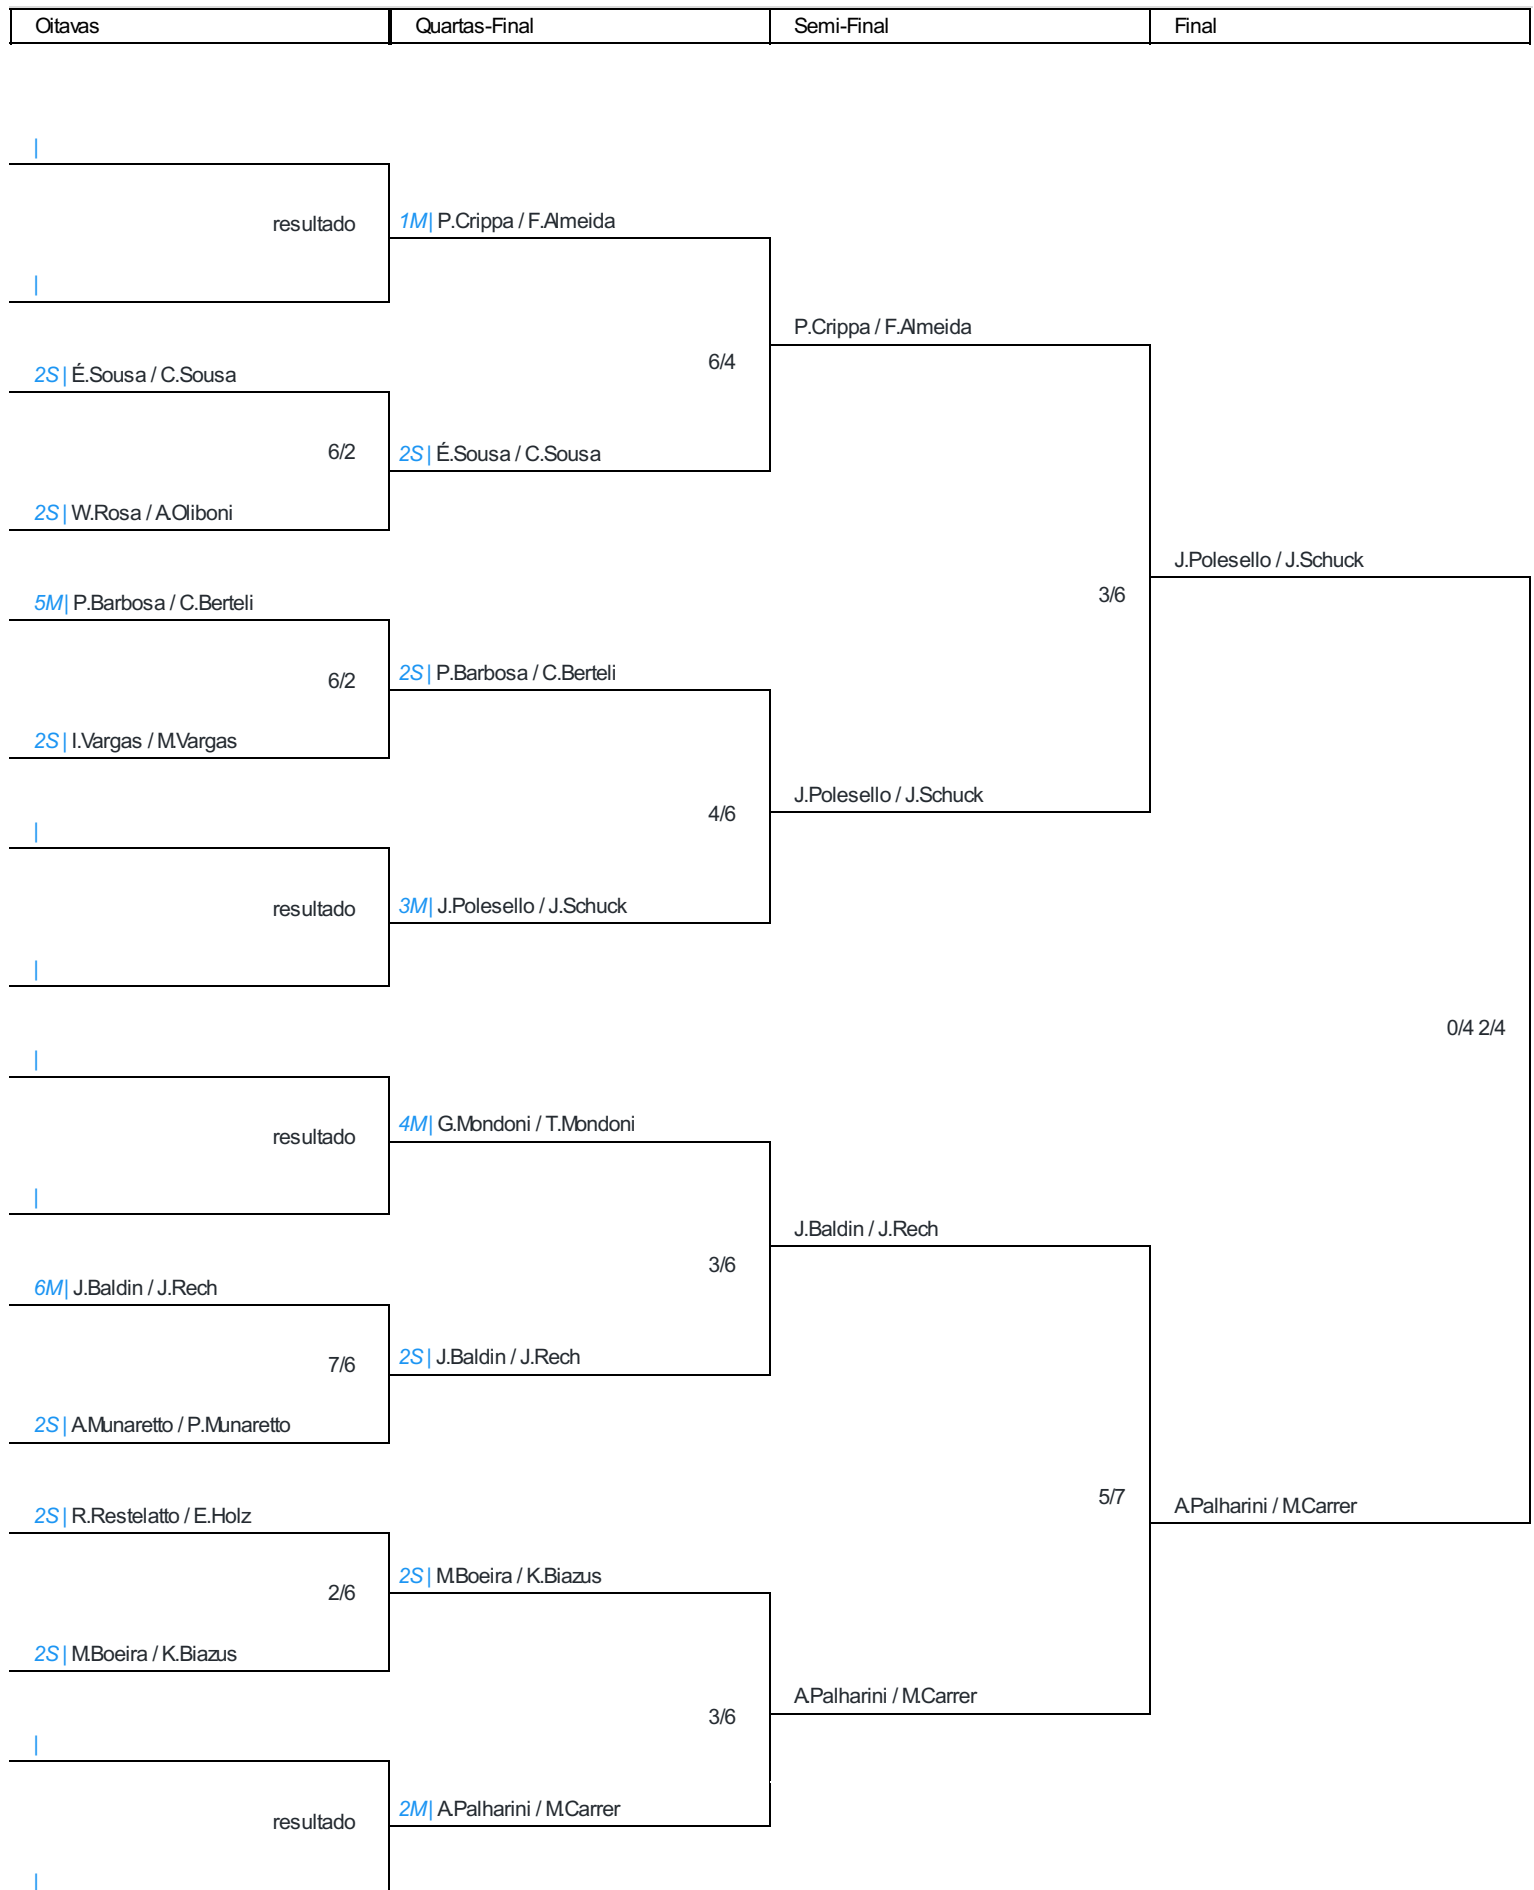 Oitavas Quartas-Final Semi-Final Final
|
resultado
1M| P.Crippa / F.Almeida
|
P.Crippa / F.Almeida
6/4
2S| É.Sousa / C.Sousa
6/2
2S| É.Sousa / C.Sousa
2S| W.Rosa / A.Oliboni
J.Polesello / J.Schuck
3/6
5M| P.Barbosa / C.Berteli
2S| P.Barbosa / C.Berteli
6/2
2S| I.Vargas / M.Vargas
J.Polesello / J.Schuck
4/6
|
resultado
3M| J.Polesello / J.Schuck
|
0/4 2/4
|
4M| G.Mondoni / T.Mondoni
resultado
|
J.Baldin / J.Rech
3/6
6M| J.Baldin / J.Rech
2S| J.Baldin / J.Rech
7/6
2S| A.Munaretto / P.Munaretto
5/7
A.Palharini / M.Carrer
2S| R.Restelatto / E.Holz
2S| M.Boeira / K.Biazus
2/6
2S| M.Boeira / K.Biazus
A.Palharini / M.Carrer
3/6
|
2M| A.Palharini / M.Carrer
resultado
|